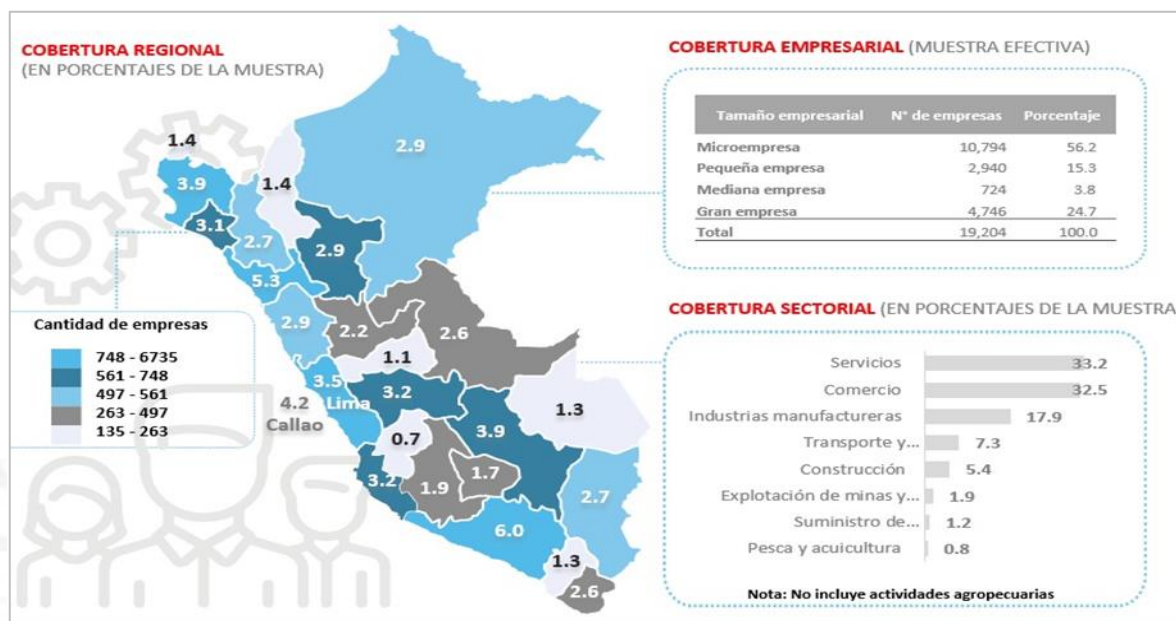 COBERTURA REGIONAL
(EN PORCENTAJES DE LA MUESTRA)
1.4
3.9
3.1
2.7
1.4
2.9
2.9
5.3
2.9
2.2
2.6
1.1
3.5
Lima
4.2
Callao
3.2
1.3
0.7
3.9
3.2
1.9
1.7
2.7
6.0
1.3
2.6
Cantidad de empresas
748 - 6735
561 - 748
497 - 561
263 - 497
135 - 263
COBERTURA EMPRESARIAL (MUESTRA EFECTIVA)
Tamaño empresarial N° de empresas Porcentaje
Microempresa 10,794 56.2
Pequeña empresa 2,940 15.3
Mediana empresa 724 3.8
Gran empresa 4,746 24.7
Total 19,204 100.0
COBERTURA SECTORIAL (EN PORCENTAJES DE LA MUESTRA
Servicios 33.2
Comercio 32.5
Industrias manufactureras 17.9
Transporte y... 7.3
Construcción 5.4
Explotación de minas y... 1.9
Suministro de... 1.2
Pesca y acuicultura 0.8
Nota: No incluye actividades agropecuarias